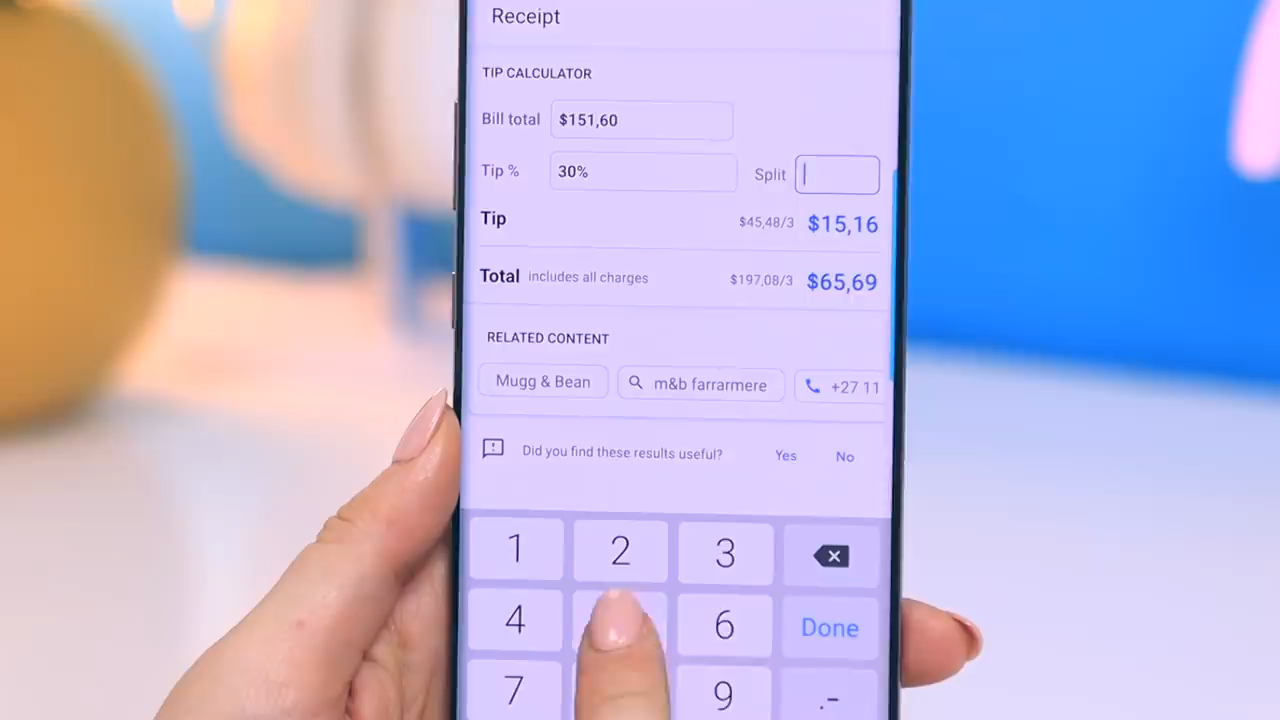 Receipt
TIP CALCULATOR
Bill total $151,60
Tip % 30% Split
Tip $45,48/3 $15,16
Total includes all charges $197,08/3 $65,69
RELATED CONTENT
Mugg & Bean m&b farrarmere +27 11
Did you find these results useful? Yes No
1 2 3
4 6 Done
7 9 .-